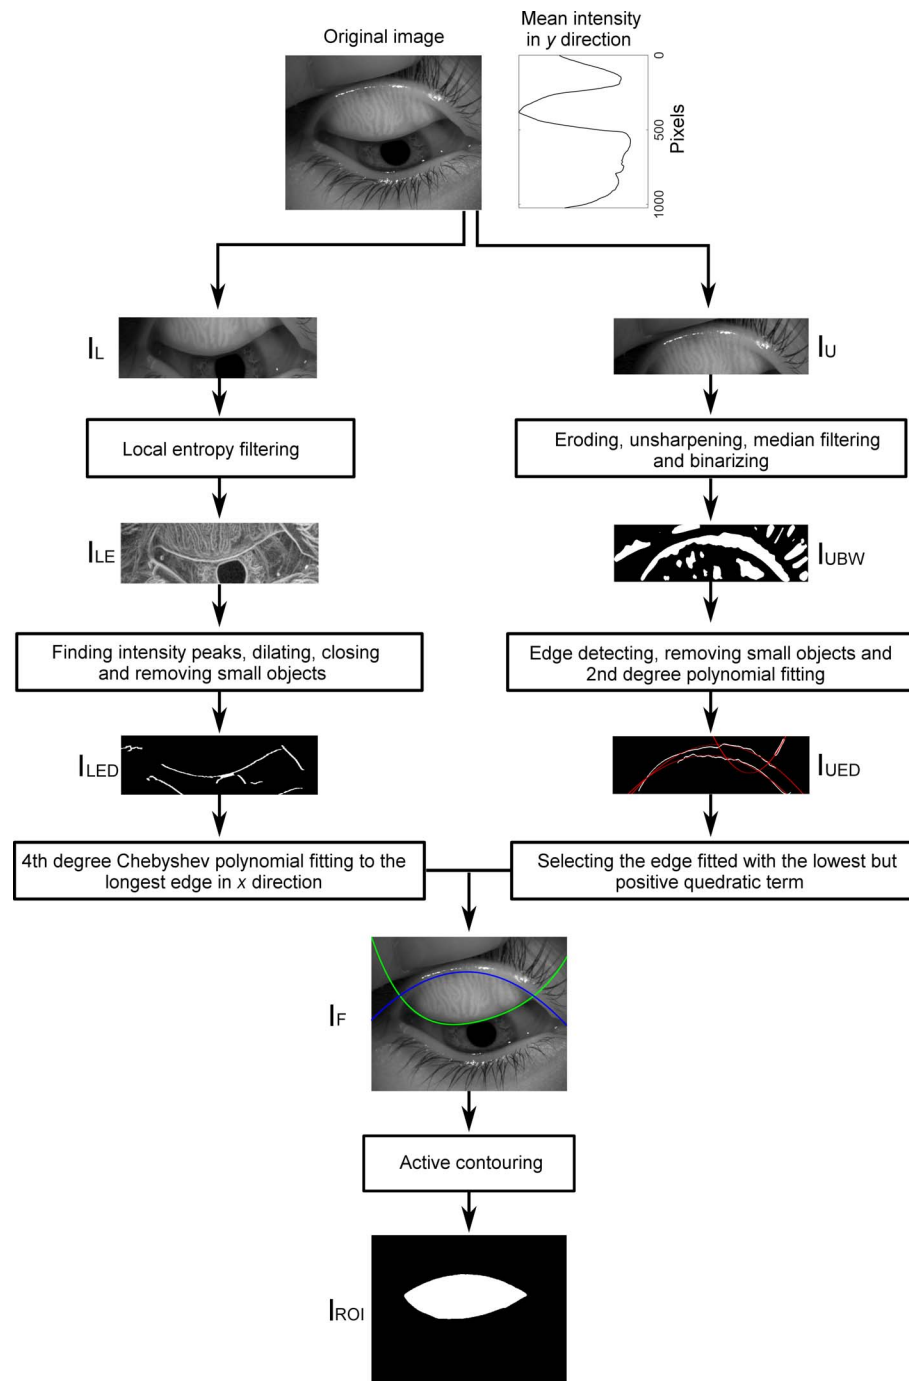 Original image
Mean intensity
in y direction
0
500
1000
Pixels
IL
IU
Local entropy filtering
Eroding, unsharpening, median filtering
and binarizing
ILE
IUBW
Finding intensity peaks, dilating, closing
and removing small objects
Edge detecting, removing small objects and
2nd degree polynomial fitting
ILED
IUED
4th degree Chebyshev polynomial fitting to the
longest edge in x direction
Selecting the edge fitted with the lowest but
positive quedratic term
IF
Active contouring
IROI